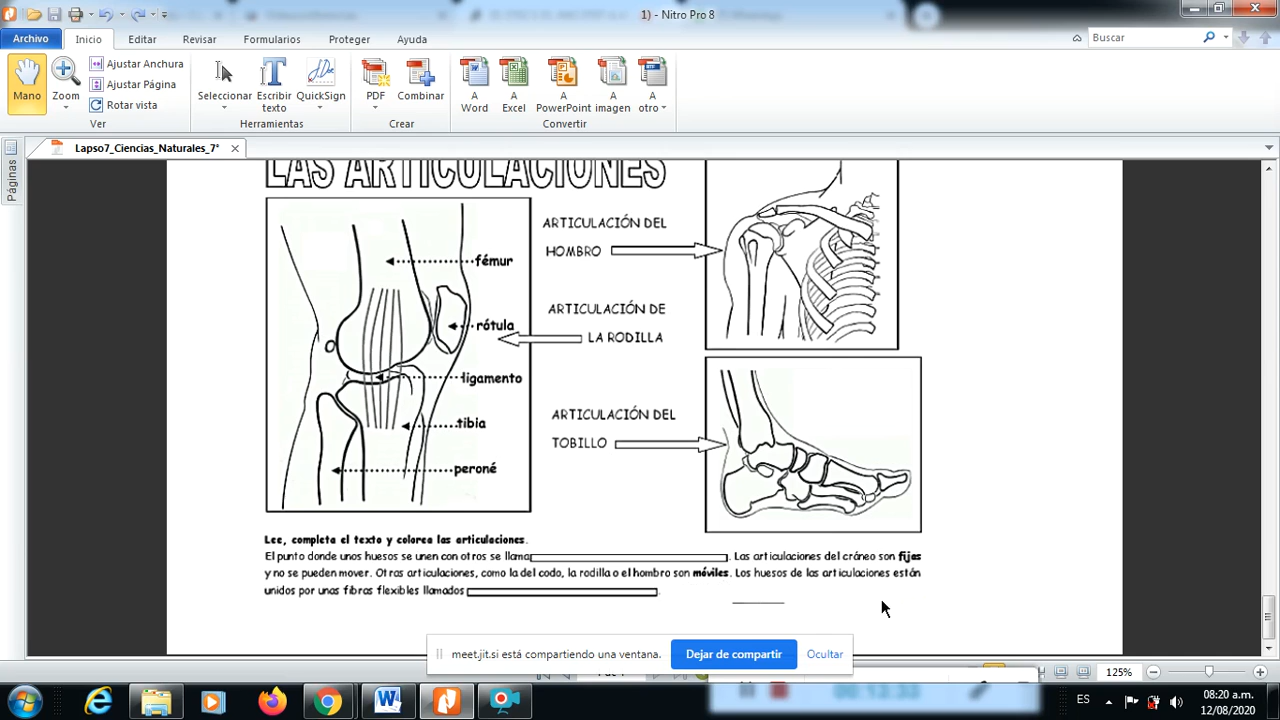 1) - Nitro Pro 8
Archivo Inicio Editar Revisar Formularios Proteger Ayuda Buscar
Mano
Zoom
Ajustar Anchura
Ajustar Página
Rotar vista
Ver
Seleccionar
Escribir texto
QuickSign
Herramientas
PDF
Combinar
Crear
A Word
A Excel
A PowerPoint
A imagen
A otro
Convertir
Lapso7_Ciencias_Naturales_7*
Páginas
LAS ARTICULACIONES
fémur
rótula
ligamento
tibia
peroné
ARTICULACIÓN DEL
HOMBRO
ARTICULACIÓN DE
LA RODILLA
ARTICULACIÓN DEL
TOBILLO
Lee, completa el texto y colorea las articulaciones.
El punto donde unos huesos se unen con otros se llama . Las articulaciones del cráneo son fijas
y no se pueden mover. Otras articulaciones, como la del codo, la rodilla o el hombro son móviles. Los huesos de las articulaciones están
unidos por unas fibras flexibles llamados .
meet.jit.si está compartiendo una ventana. Dejar de compartir Ocultar
125%
ES
08:20 a.m.
12/08/2020